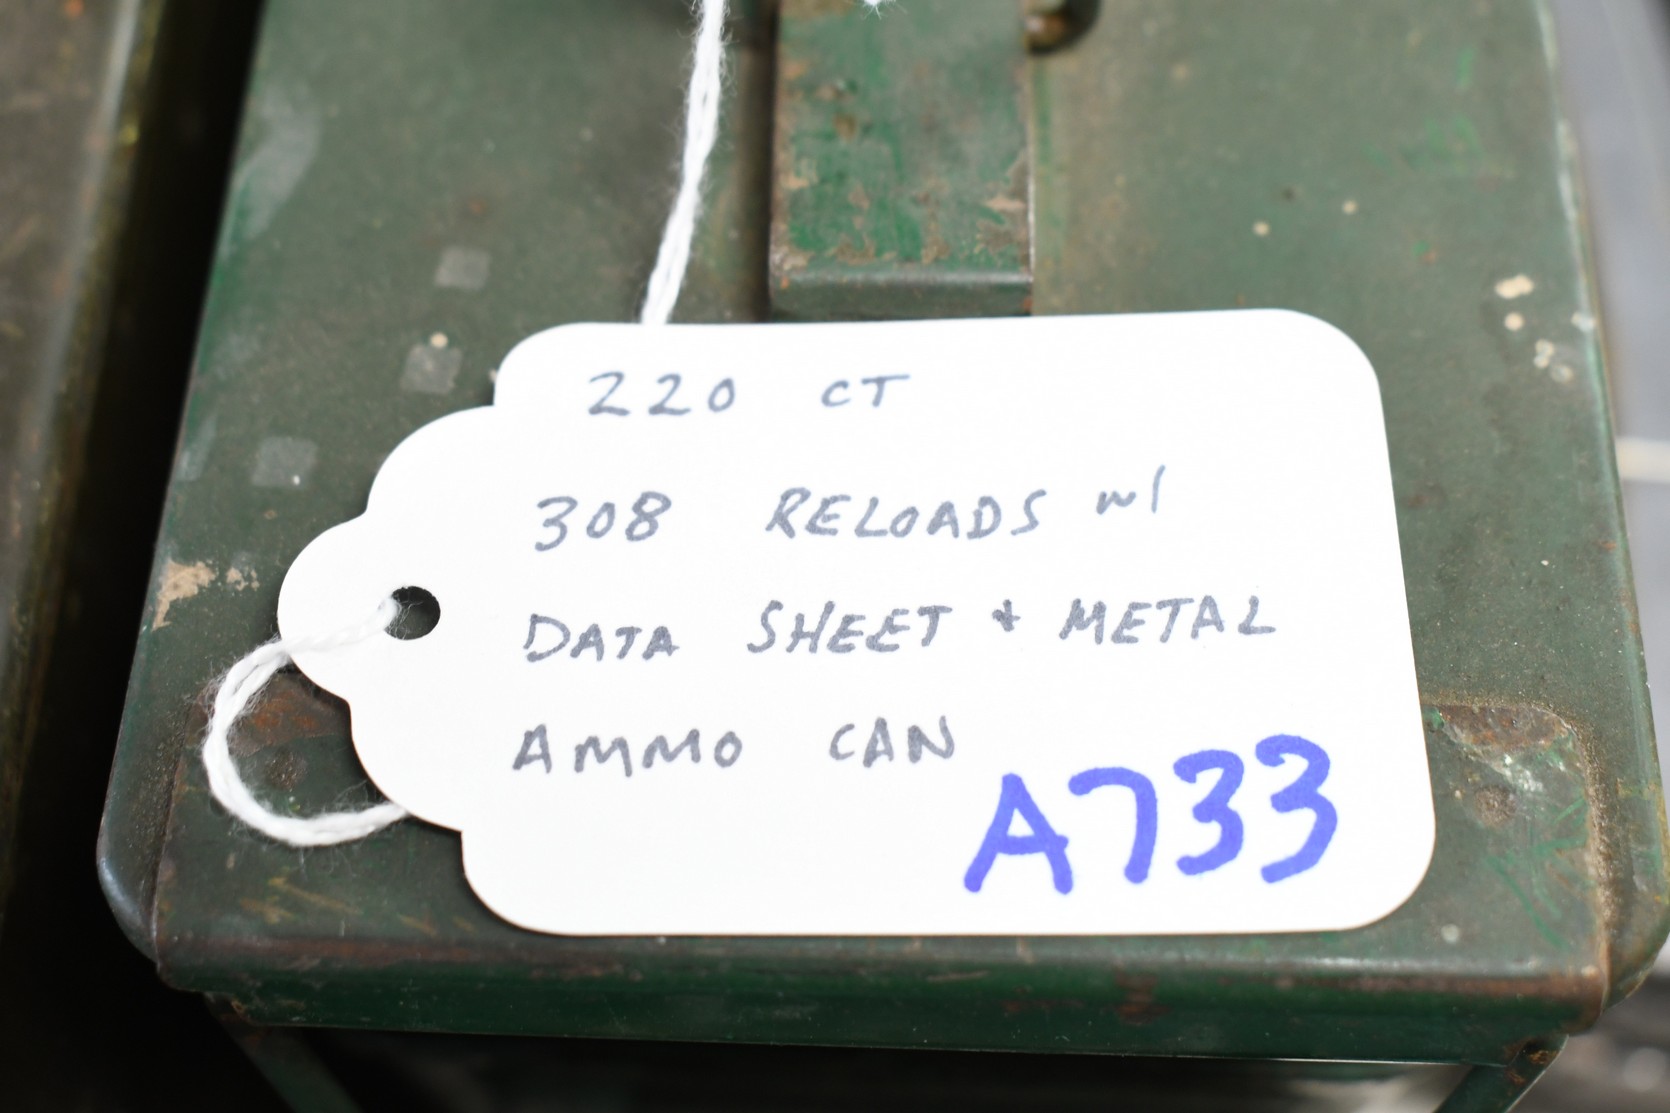 220 CT
308 RELOADS w/
DATA SHEET + METAL
AMMO CAN
A733